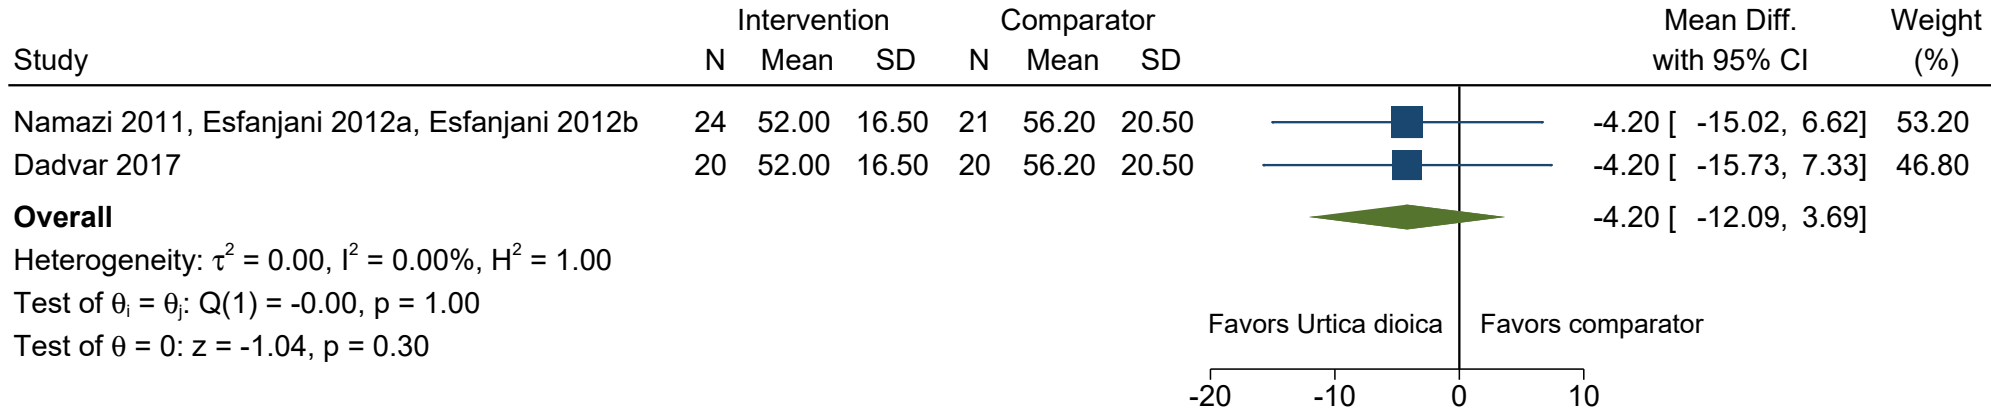 Intervention Comparator Mean Diff. Weight
Study N Mean SD N Mean SD with 95% CI (%)
Namazi 2011, Esfanjani 2012a, Esfanjani 2012b 24 52.00 16.50 21 56.20 20.50 -4.20 [ -15.02, 6.62] 53.20
Dadvar 2017 20 52.00 16.50 20 56.20 20.50 -4.20 [ -15.73, 7.33] 46.80
Overall -4.20 [ -12.09, 3.69]
Heterogeneity: τ² = 0.00, I² = 0.00%, H² = 1.00
Test of θᵢ = θⱼ: Q(1) = -0.00, p = 1.00
Favors Urtica dioica Favors comparator
Test of θ = 0: z = -1.04, p = 0.30
-20 -10 0 10